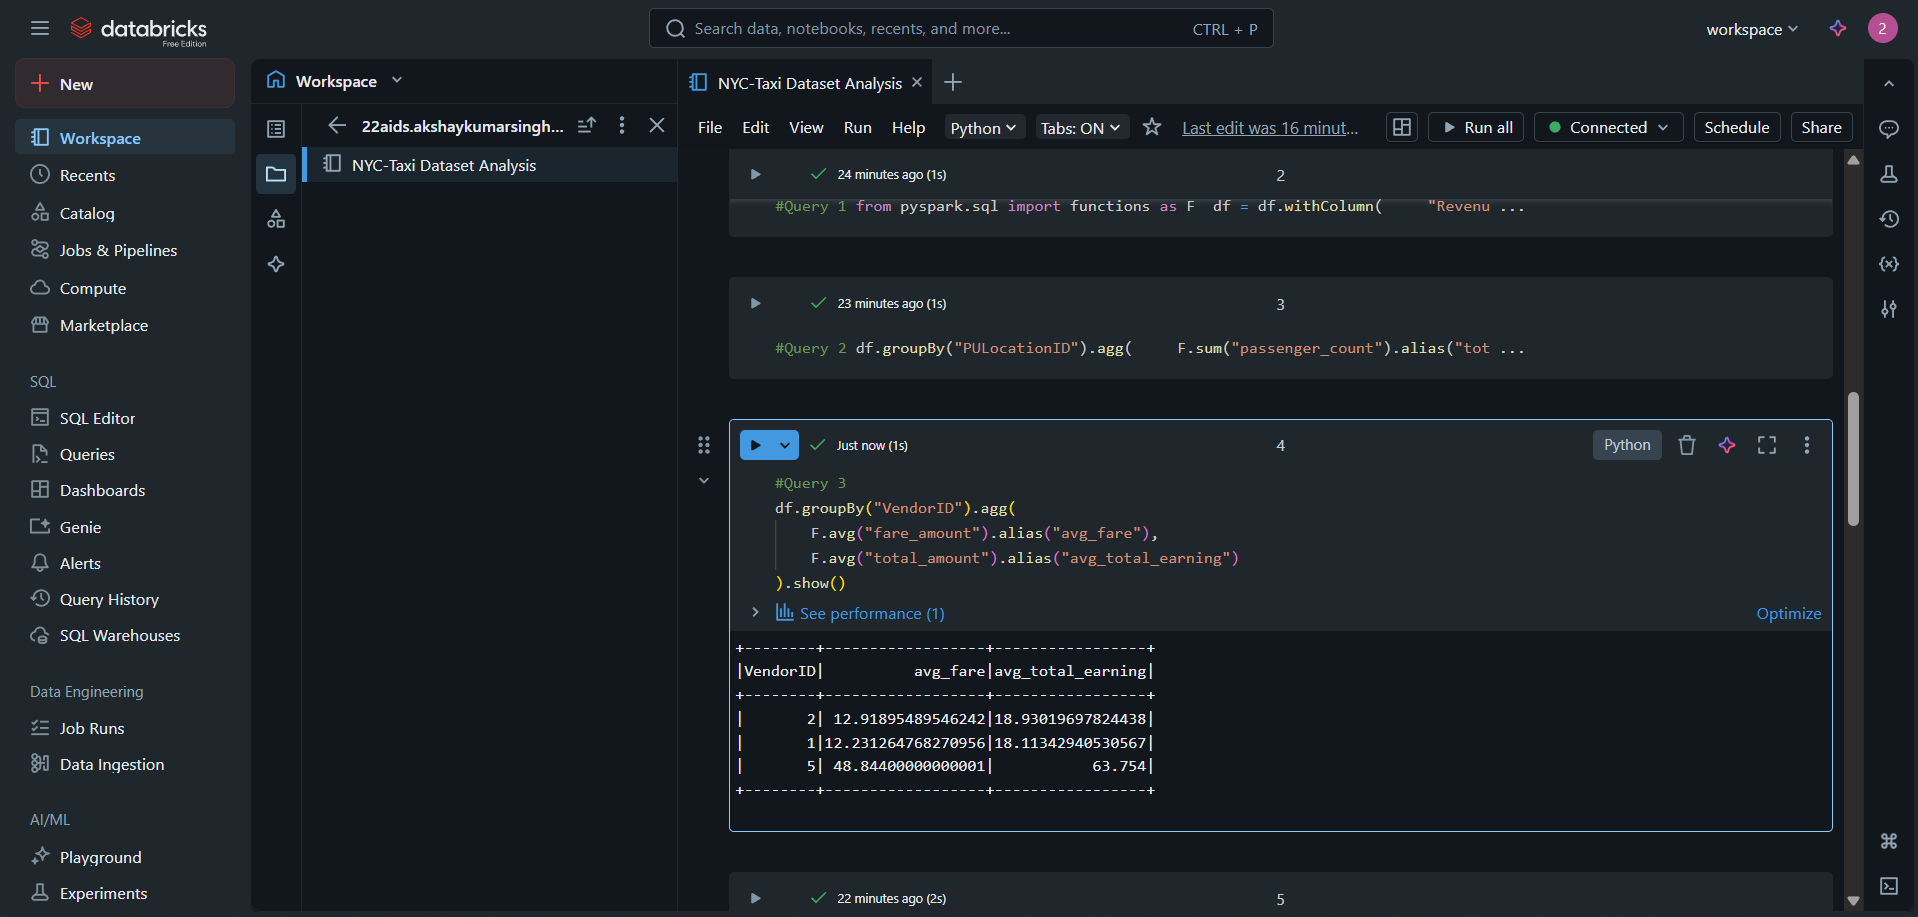 databricks
Free Edition
Search data, notebooks, recents, and more...
CTRL + P
workspace
2
New
Workspace
Recents
Catalog
Jobs & Pipelines
Compute
Marketplace
SQL
SQL Editor
Queries
Dashboards
Genie
Alerts
Query History
SQL Warehouses
Data Engineering
Job Runs
Data Ingestion
AI/ML
Playground
Experiments
Workspace
22aids.akshaykumarsingh...
NYC-Taxi Dataset Analysis
NYC-Taxi Dataset Analysis
File Edit View Run Help Python Tabs: ON Last edit was 16 minut... Run all Connected Schedule Share
24 minutes ago (1s) 2
#Query 1 from pyspark.sql import functions as F  df = df.withColumn(     "Revenu ...
23 minutes ago (1s) 3
#Query 2 df.groupBy("PULocationID").agg(     F.sum("passenger_count").alias("tot ...
Just now (1s) 4 Python
#Query 3
df.groupBy("VendorID").agg(
    F.avg("fare_amount").alias("avg_fare"),
    F.avg("total_amount").alias("avg_total_earning")
).show()
See performance (1) Optimize
+--------+------------------+-----------------+
|VendorID|          avg_fare|avg_total_earning|
+--------+------------------+-----------------+
|       2| 12.91895489546242|18.93019697824438|
|       1|12.231264768270956|18.11342940530567|
|       5| 48.84400000000001|           63.754|
+--------+------------------+-----------------+
22 minutes ago (2s) 5